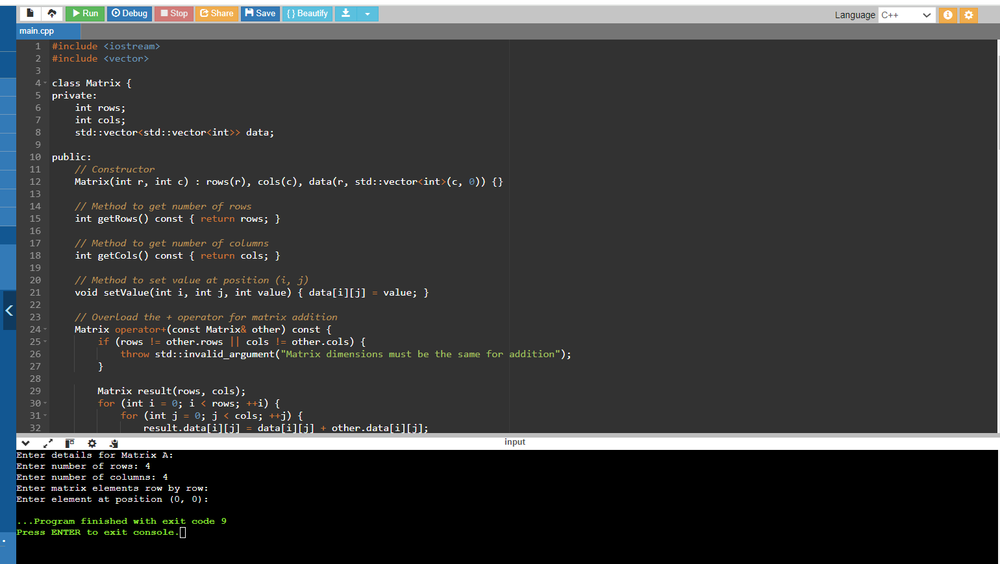 Run Debug Stop Share Save {} Beautify Language C++
main.cpp
1 #include <iostream>
2 #include <vector>
3
4 class Matrix {
5 private:
6     int rows;
7     int cols;
8     std::vector<std::vector<int>> data;
9
10 public:
11     // Constructor
12     Matrix(int r, int c) : rows(r), cols(c), data(r, std::vector<int>(c, 0)) {}
13
14     // Method to get number of rows
15     int getRows() const { return rows; }
16
17     // Method to get number of columns
18     int getCols() const { return cols; }
19
20     // Method to set value at position (i, j)
21     void setValue(int i, int j, int value) { data[i][j] = value; }
22
23     // Overload the + operator for matrix addition
24     Matrix operator+(const Matrix& other) const {
25         if (rows != other.rows || cols != other.cols) {
26             throw std::invalid_argument("Matrix dimensions must be the same for addition");
27         }
28
29         Matrix result(rows, cols);
30         for (int i = 0; i < rows; ++i) {
31             for (int j = 0; j < cols; ++j) {
32                 result.data[i][j] = data[i][j] + other.data[i][j];
input
Enter details for Matrix A:
Enter number of rows: 4
Enter number of columns: 4
Enter matrix elements row by row:
Enter element at position (0, 0):
...Program finished with exit code 9
Press ENTER to exit console.